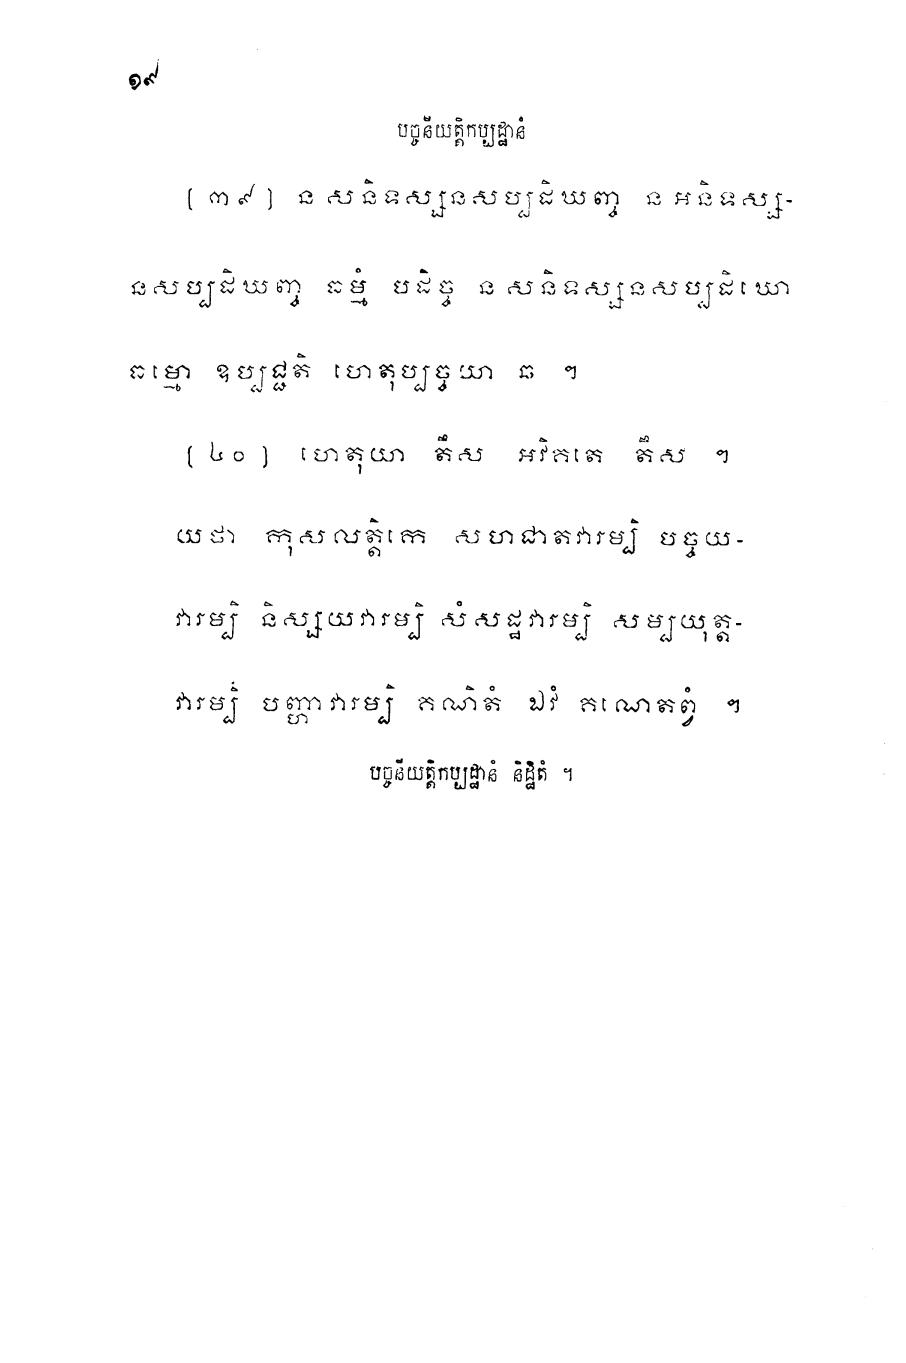 ១៩
បច្ចនីយត្តិកប្បដ្ឋានំ
[ ៣៩ ] ន សនិទស្សនសប្បដិឃញ្ច ន អនិទស្ស-
នសប្បដិឃញ្ច ធម្មំ បដិច្ច ន សនិទស្សនសប្បដិឃោ
ធម្មោ ឧប្បជ្ជតិ ហេតុប្បច្ចយា ធ ។
[ ៤០ ] ហេតុយា តឹស អវិគតេ តឹស ។
យថា កុសលត្តិកេ សហជាតវារម្បិ បច្ចយ-
វារម្បិ និស្សយវារម្បិ សំសដ្ឋវារម្បិ សម្បយុត្ត-
វារម្បិ បញ្ហាវារម្បិ គណិតំ ឯវំ គណេតព្វំ ។
បច្ចនីយត្តិកប្បដ្ឋានំ និដ្ឋិតំ ។